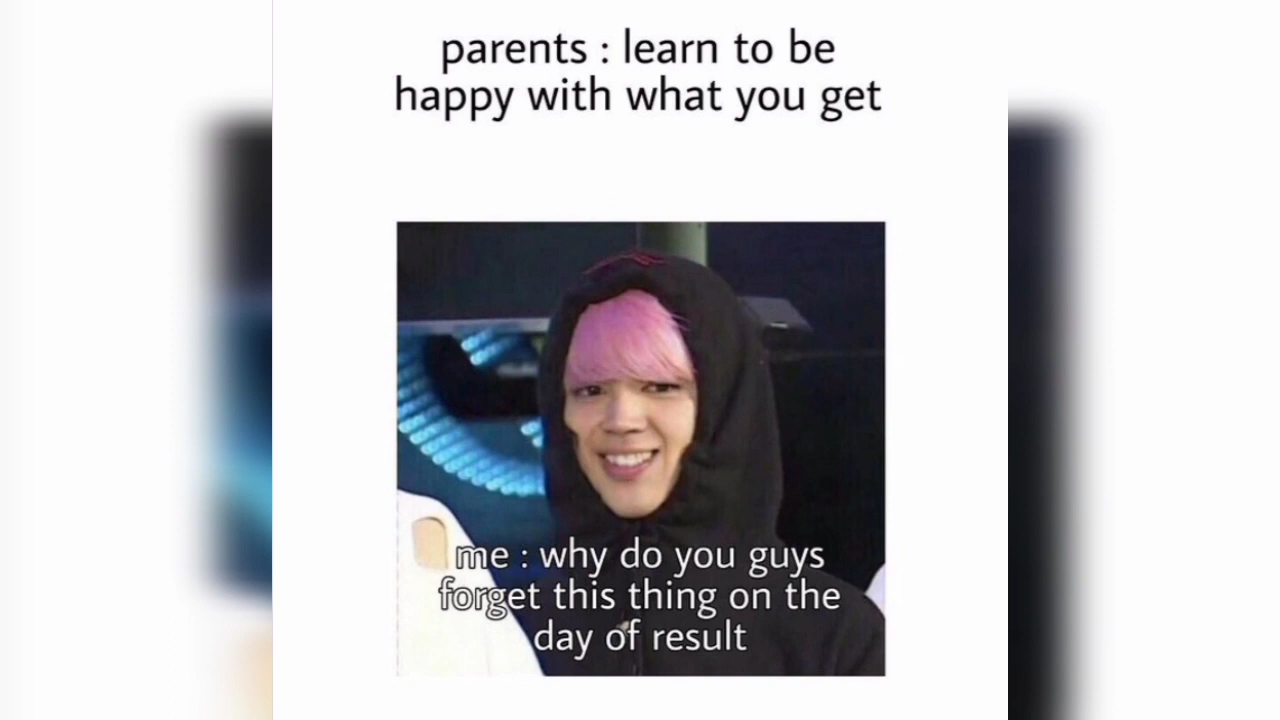 parents : learn to be
happy with what you get
me : why do you guys
forget this thing on the
day of result